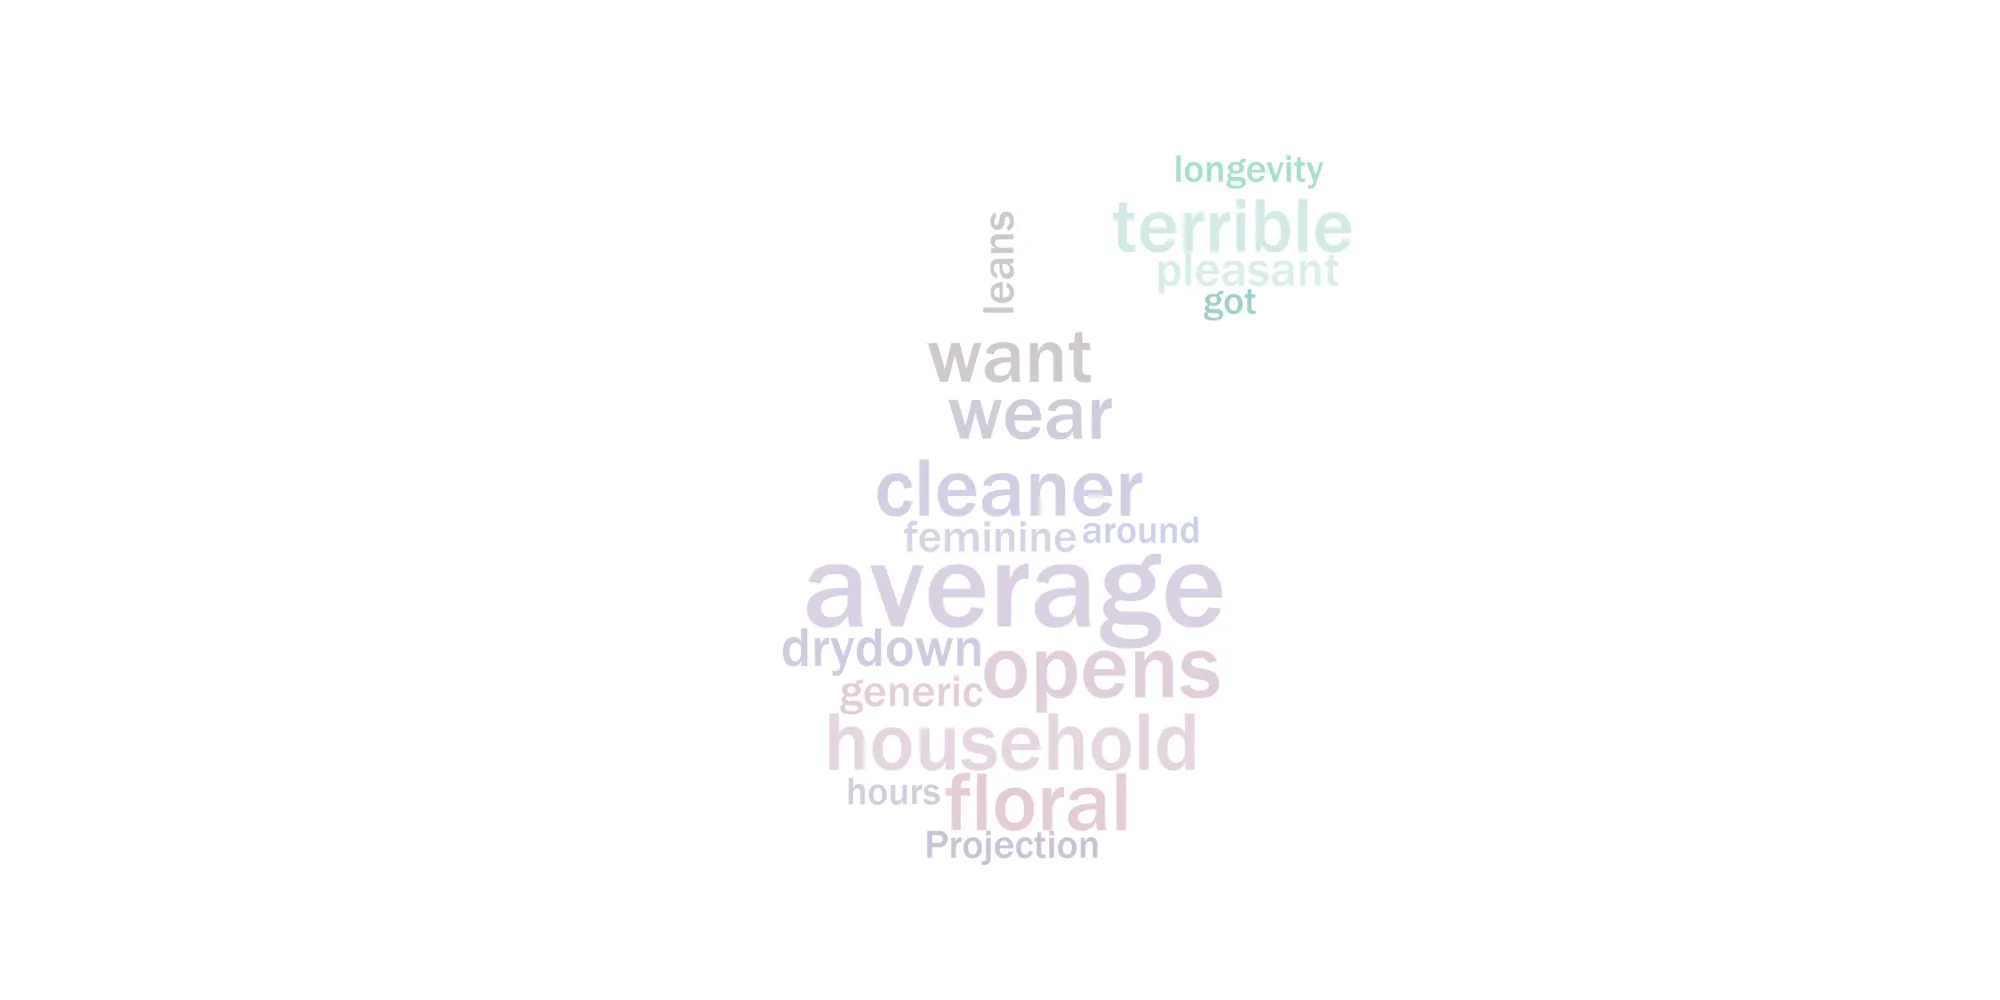 longevity
terrible
pleasant
got
leans
want
wear
cleaner
feminine around
average
drydown opens
generic
household
hours floral
Projection